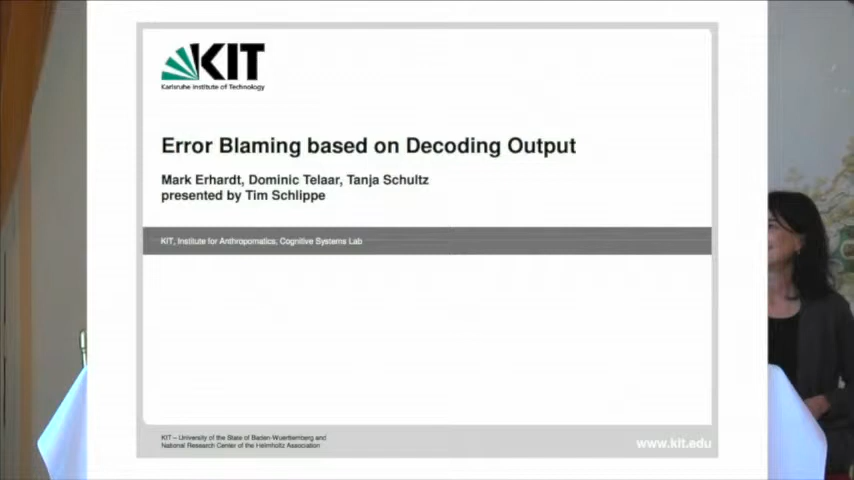 KIT
Karlsruhe Institute of Technology
Error Blaming based on Decoding Output
Mark Erhardt, Dominic Telaar, Tanja Schultz
presented by Tim Schlippe
KIT, Institute for Anthropomatics, Cognitive Systems Lab
KIT – University of the State of Baden-Wuerttemberg and
National Research Center of the Helmholtz Association
www.kit.edu